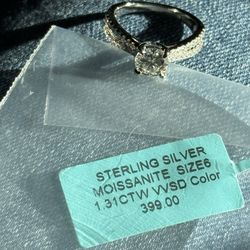 STERLING SILVER
MOISSANITE SIZE6
1.31CTW VVSD Color
399.00